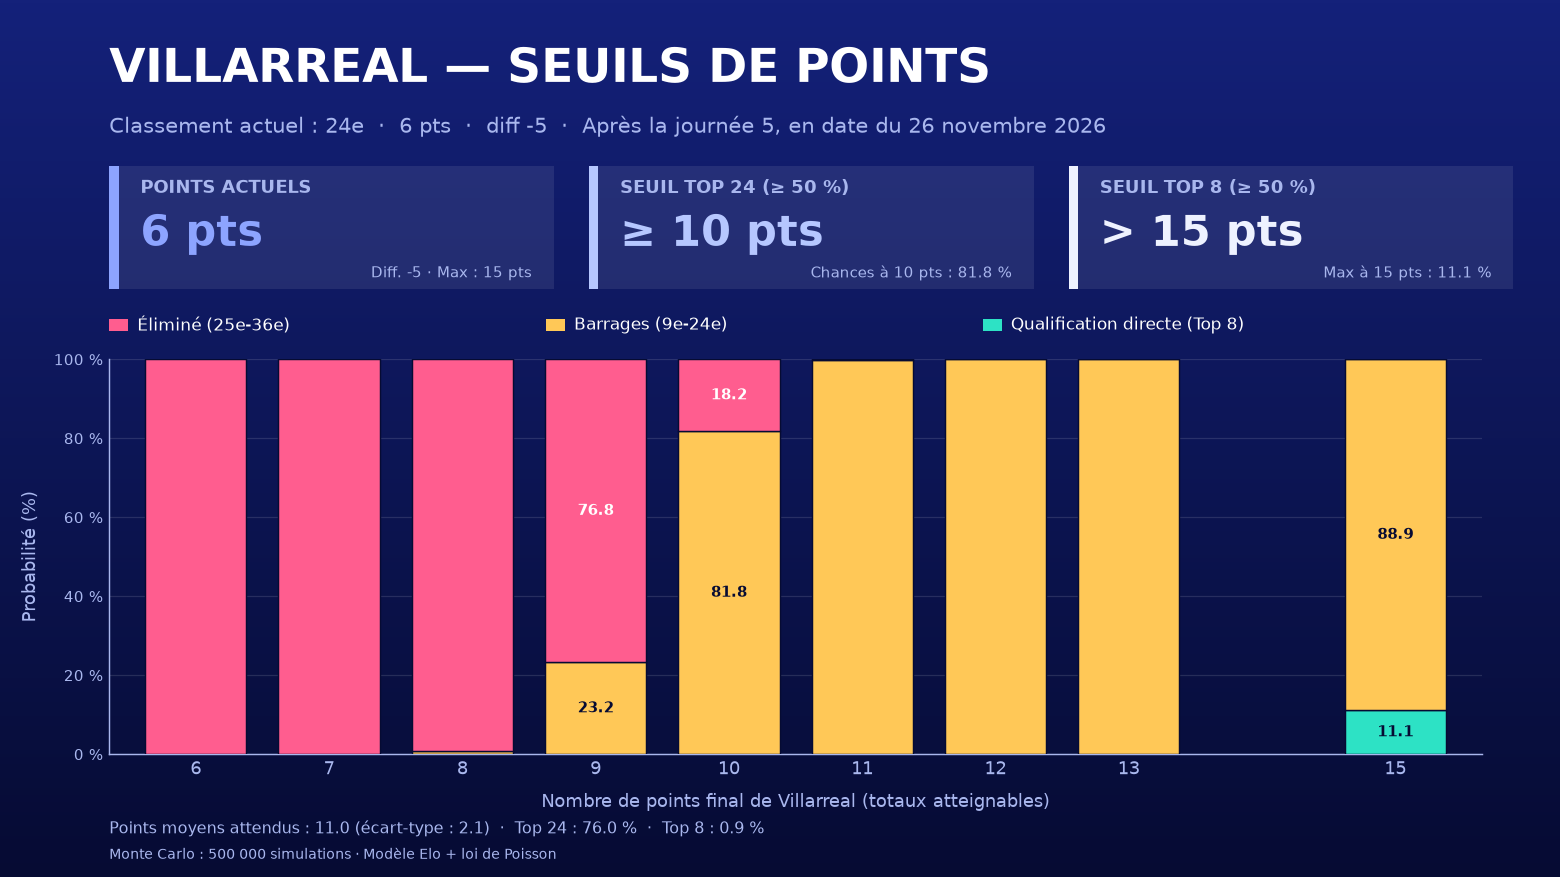 VILLARREAL — SEUILS DE POINTS
Classement actuel : 24e · 6 pts · diff -5 · Après la journée 5, en date du 26 novembre 2026
POINTS ACTUELS
6 pts
Diff. -5 · Max : 15 pts
SEUIL TOP 24 (≥ 50 %)
≥ 10 pts
Chances à 10 pts : 81.8 %
SEUIL TOP 8 (≥ 50 %)
> 15 pts
Max à 15 pts : 11.1 %
Éliminé (25e-36e)
Barrages (9e-24e)
Qualification directe (Top 8)
Probabilité (%)
100 %
80 %
60 %
40 %
20 %
0 %
76.8
23.2
18.2
81.8
88.9
11.1
6 7 8 9 10 11 12 13 15
Nombre de points final de Villarreal (totaux atteignables)
Points moyens attendus : 11.0 (écart-type : 2.1) · Top 24 : 76.0 % · Top 8 : 0.9 %
Monte Carlo : 500 000 simulations · Modèle Elo + loi de Poisson